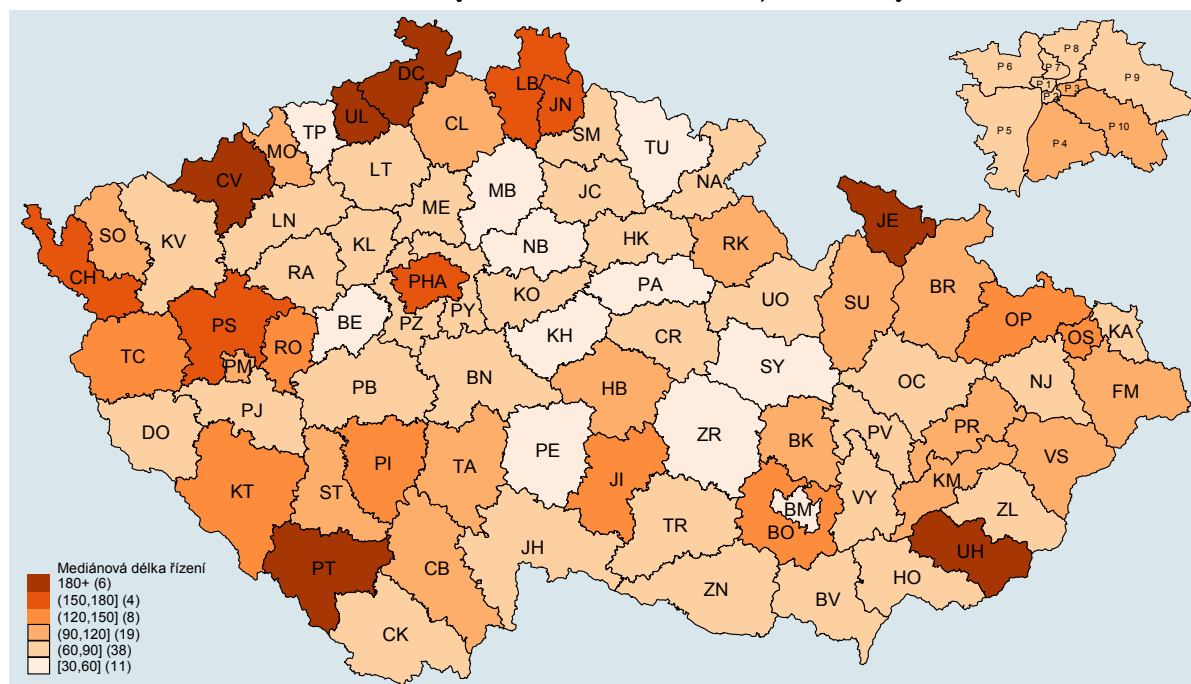 DC
LB
JN
UL
TP
CL
SM
TU
MO
CV
LT
MB
JC
NA
ME
SO
KV
LN
KL
NB
HK
RK
JE
CH
RA
PHA
KO
PA
UO
SU
BR
PS
BE
PZ
PY
KH
CR
OP
OS
KA
TC
RO
PM
PB
BN
HB
SY
OC
NJ
FM
DO
PJ
PE
ZR
BK
PV
PR
VS
KT
ST
PI
TA
JI
BM
BO
VY
KM
ZL
PT
CB
JH
TR
UH
CK
ZN
BV
HO
P 8
P 6
P 7
P 9
P 1
P 3
P 5
P 10
P 4
Mediánová délka řízení
180+ (6)
(150,180] (4)
(120,150] (8)
(90,120] (19)
(60,90] (38)
[30,60] (11)